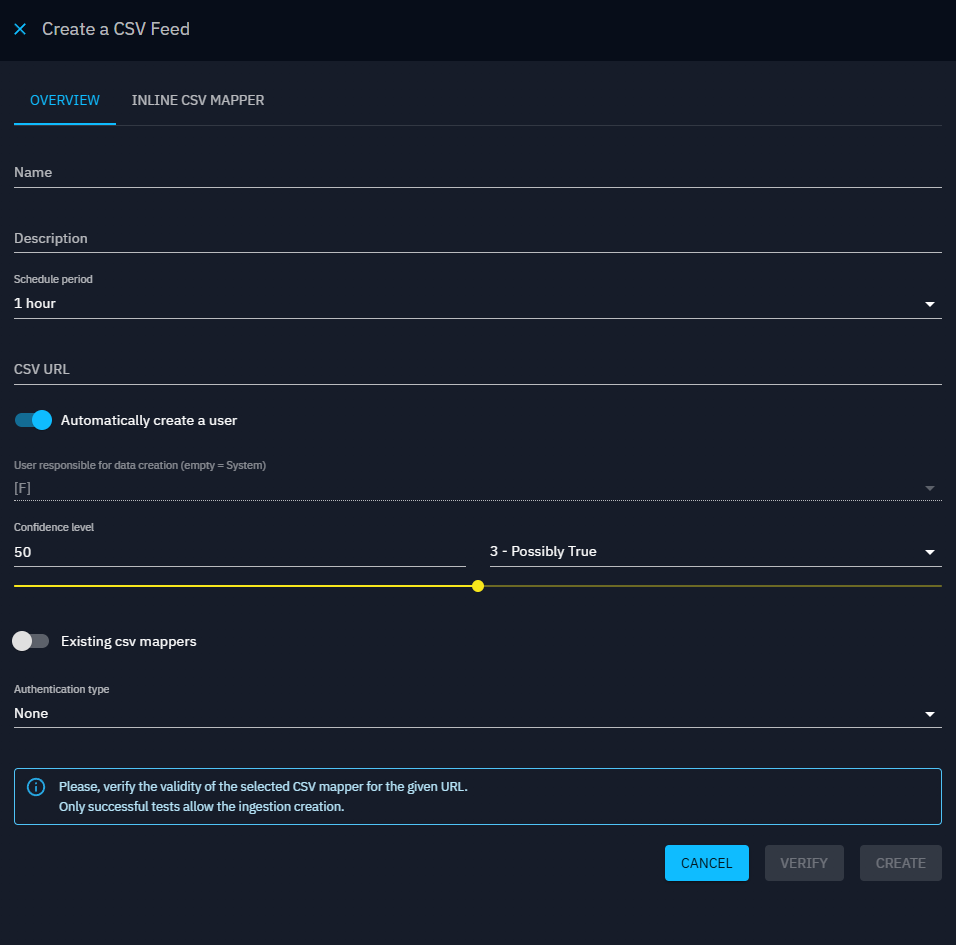 Create a CSV Feed
OVERVIEW
INLINE CSV MAPPER
Name
Description
Schedule period
1 hour
CSV URL
Automatically create a user
User responsible for data creation (empty = System)
[F]
Confidence level
50
3 - Possibly True
Existing csv mappers
Authentication type
None
Please, verify the validity of the selected CSV mapper for the given URL.
Only successful tests allow the ingestion creation.
CANCEL
VERIFY
CREATE